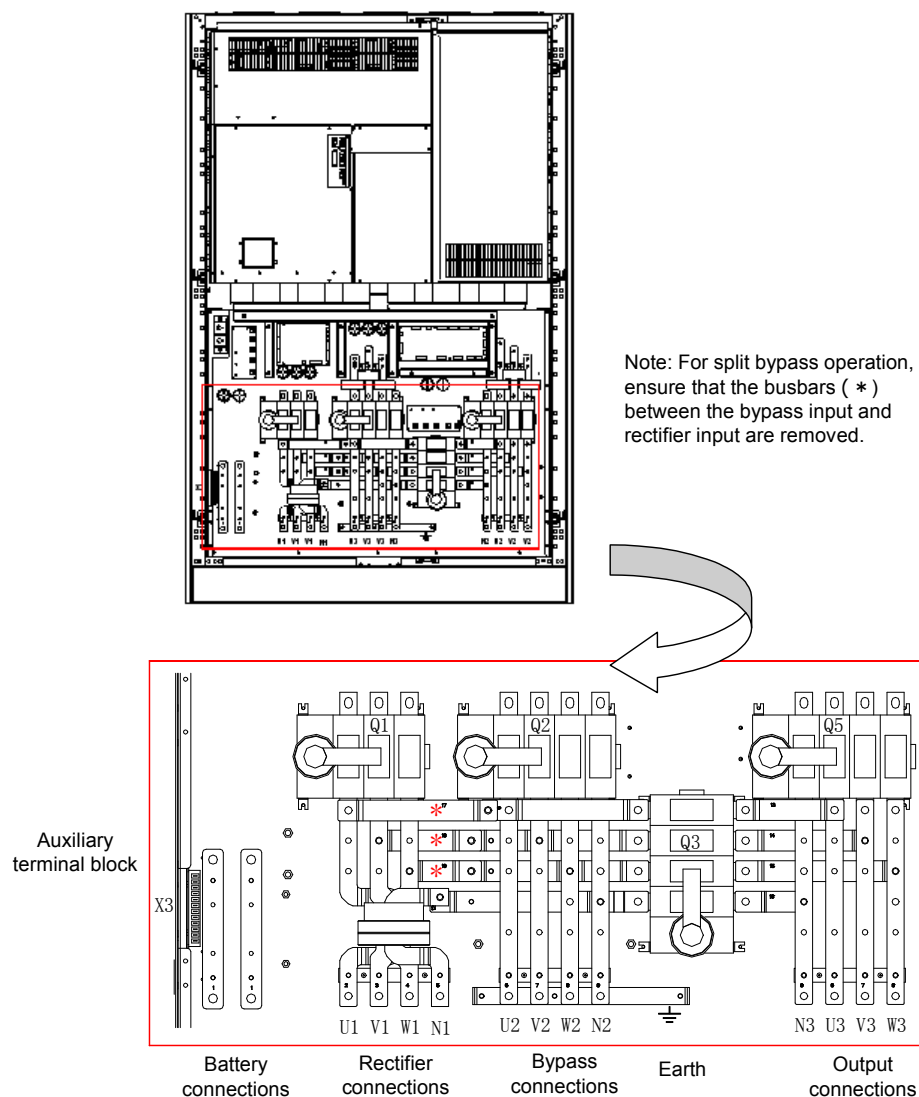 Note: For split bypass operation,
ensure that the busbars ( * )
between the bypass input and
rectifier input are removed.
Q1 Q2 Q5
Auxiliary
terminal block
Q3
X3
U1 V1 W1 N1 U2 V2 W2 N2 N3 U3 V3 W3
Battery
connections
Rectifier
connections
Bypass
connections
Earth
Output
connections